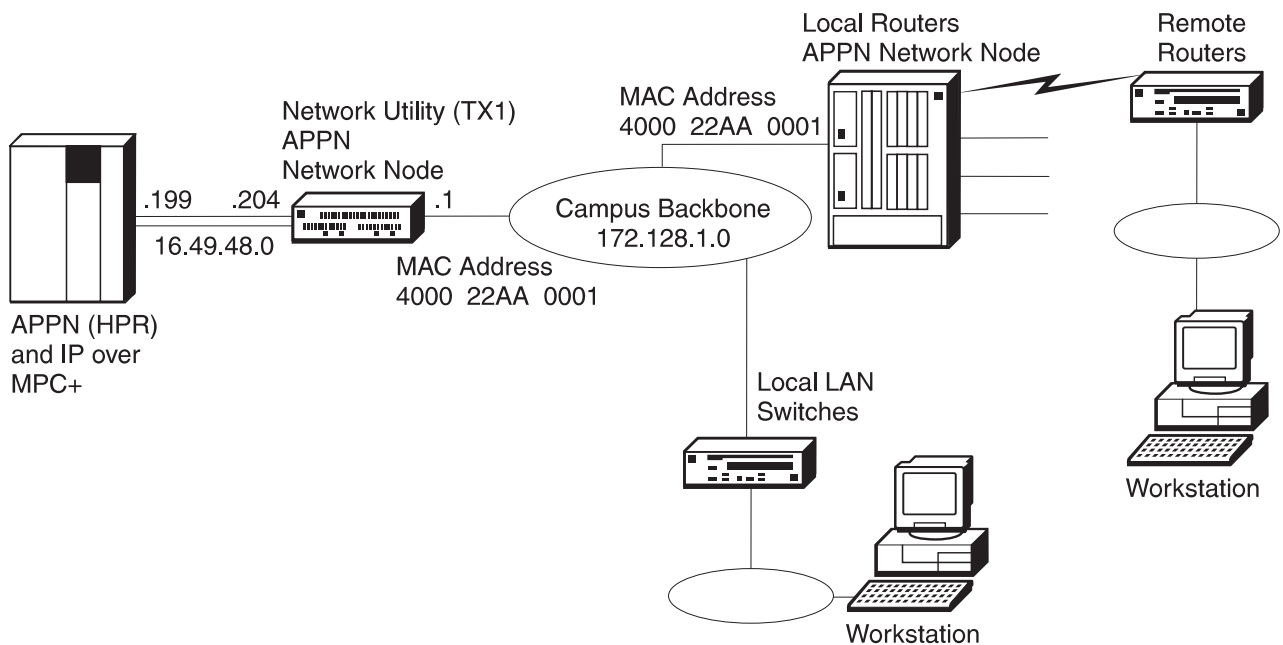 Local Routers
APPN Network Node
Remote
Routers
MAC Address
4000 22AA 0001
Network Utility (TX1)
APPN
Network Node
.199
.204
.1
16.49.48.0
Campus Backbone
172.128.1.0
MAC Address
4000 22AA 0001
APPN (HPR)
and IP over
MPC+
Local LAN
Switches
Workstation
Workstation